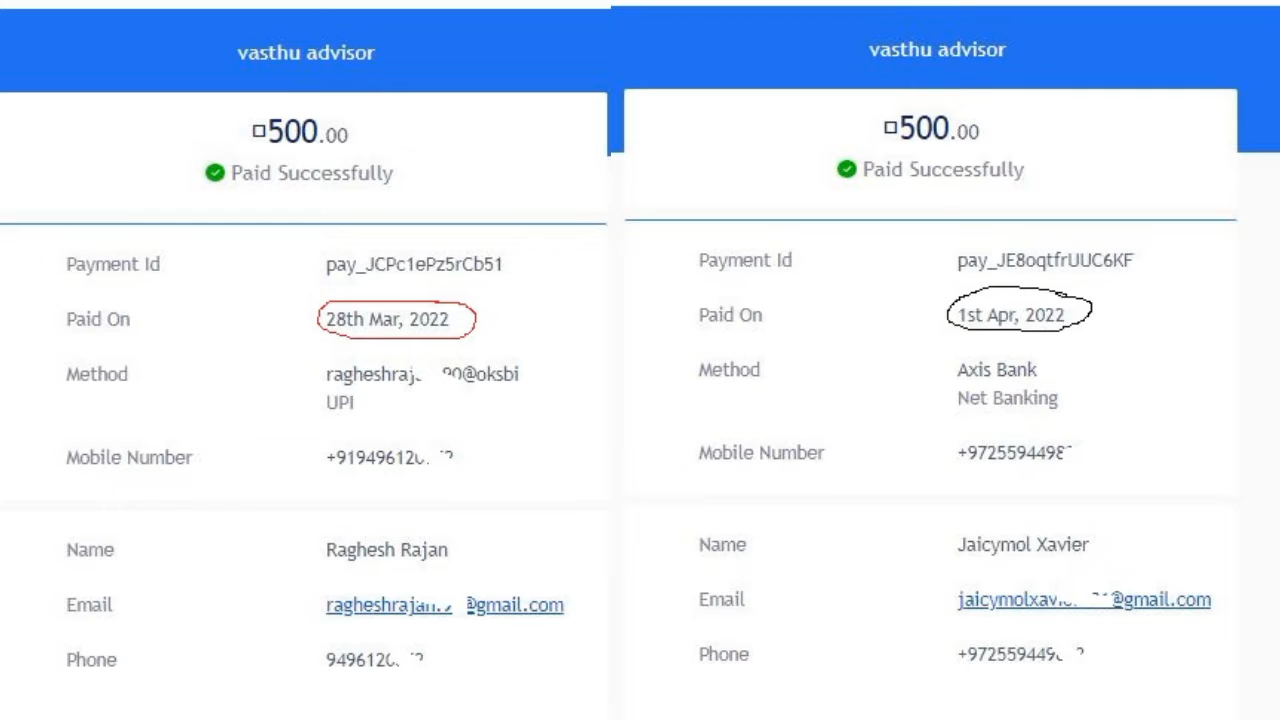 vasthu advisor
500.00
Paid Successfully
Payment Id pay_JCPc1ePz5rCb51
Paid On 28th Mar, 2022
Method
UPI
Mobile Number
Name Raghesh Rajan
Email
Phone
vasthu advisor
500.00
Paid Successfully
Payment Id pay_JE8oqtfrUUC6KF
Paid On 1st Apr, 2022
Method Axis Bank
Net Banking
Mobile Number
Name Jaicymol Xavier
Email
Phone